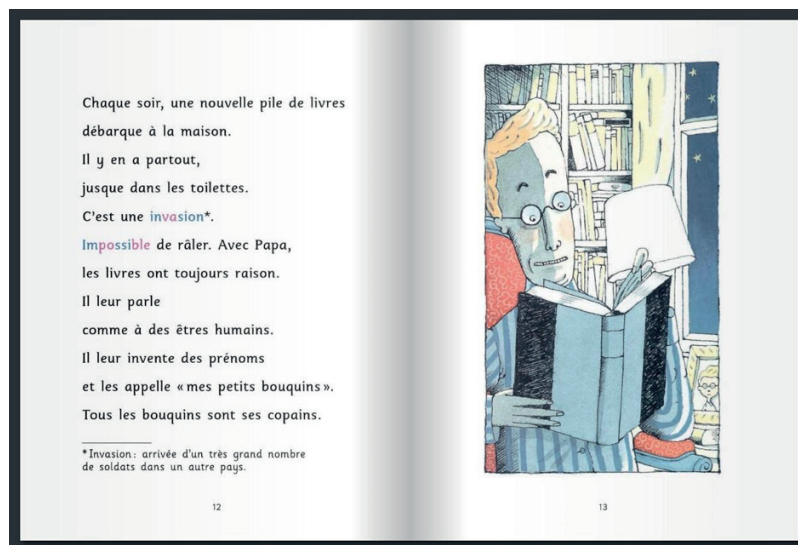 Chaque soir, une nouvelle pile de livres
débarque à la maison.
Il y en a partout,
jusque dans les toilettes.
C'est une invasion*.
Impossible de râler. Avec Papa,
les livres ont toujours raison.
Il leur parle
comme à des êtres humains.
Il leur invente des prénoms
et les appelle « mes petits bouquins ».
Tous les bouquins sont ses copains.
* Invasion : arrivée d'un très grand nombre
de soldats dans un autre pays.
12
13